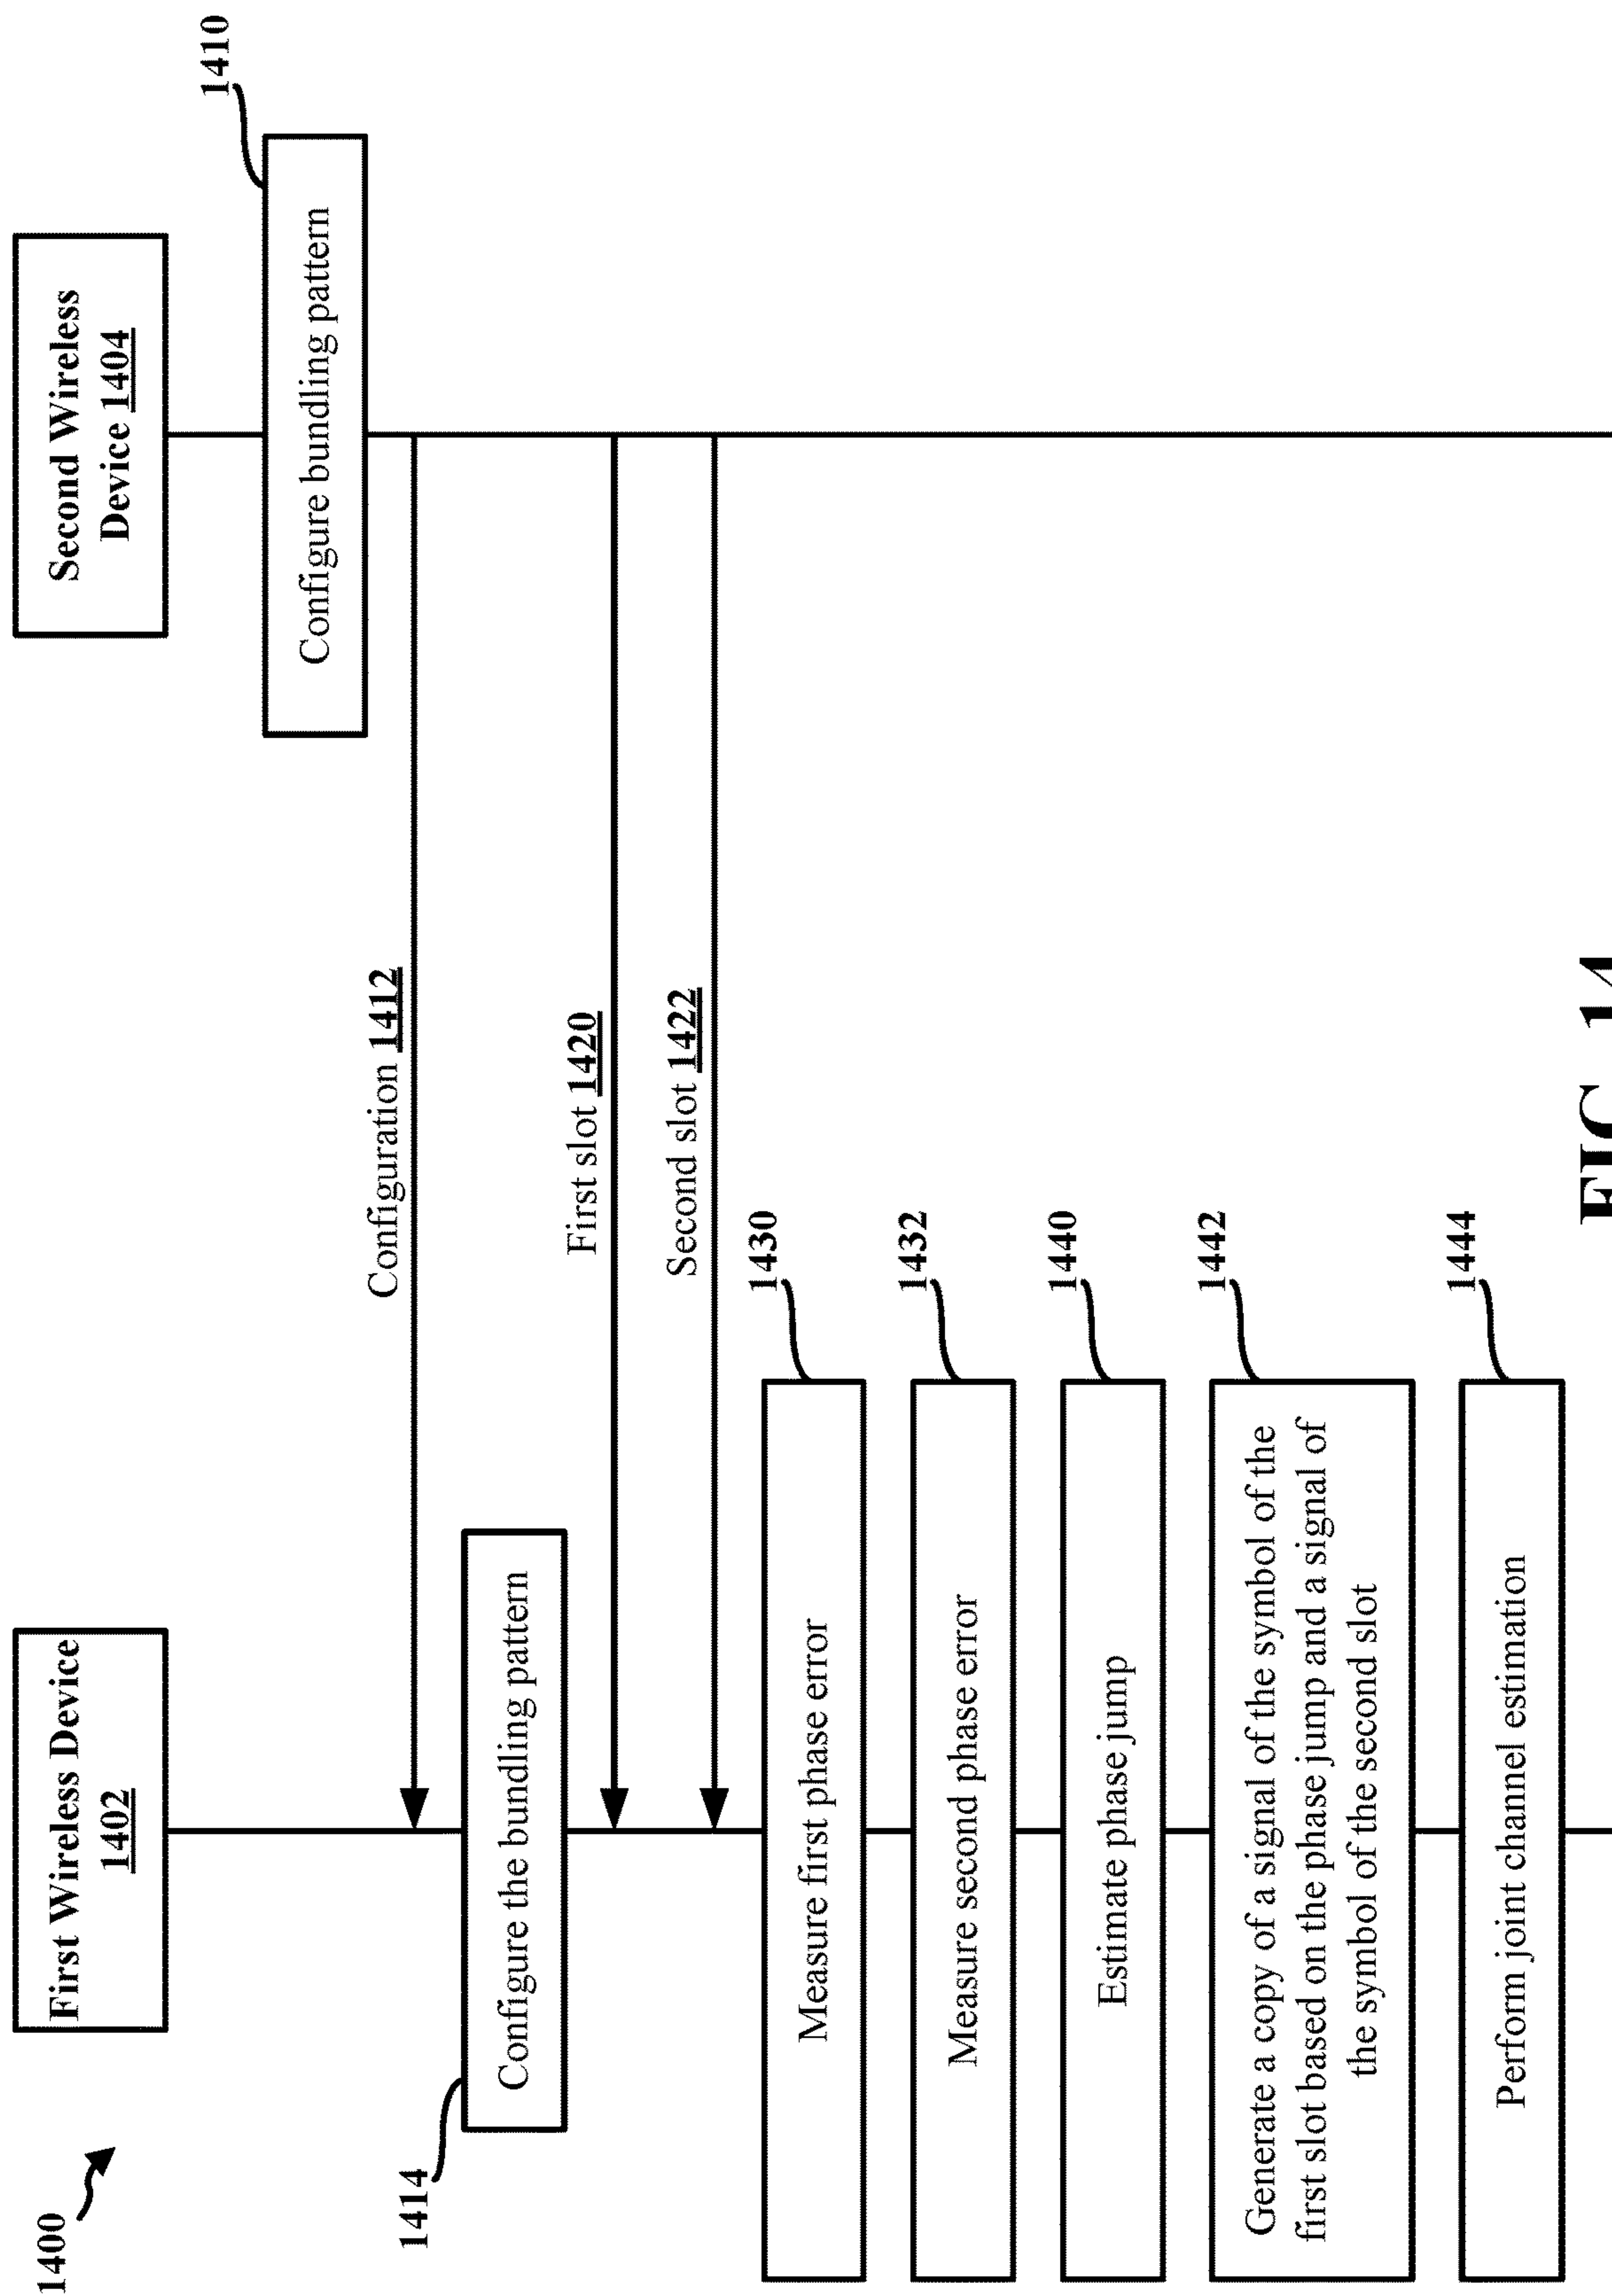 1400
First Wireless Device
1402
Second Wireless
Device 1404
1410
Configure bundling pattern
Configuration 1412
1414
Configure the bundling pattern
First slot 1420
Second slot 1422
1430
Measure first phase error
1432
Measure second phase error
1440
Estimate phase jump
1442
Generate a copy of a signal of the symbol of the
first slot based on the phase jump and a signal of
the symbol of the second slot
1444
Perform joint channel estimation
FIG. 14